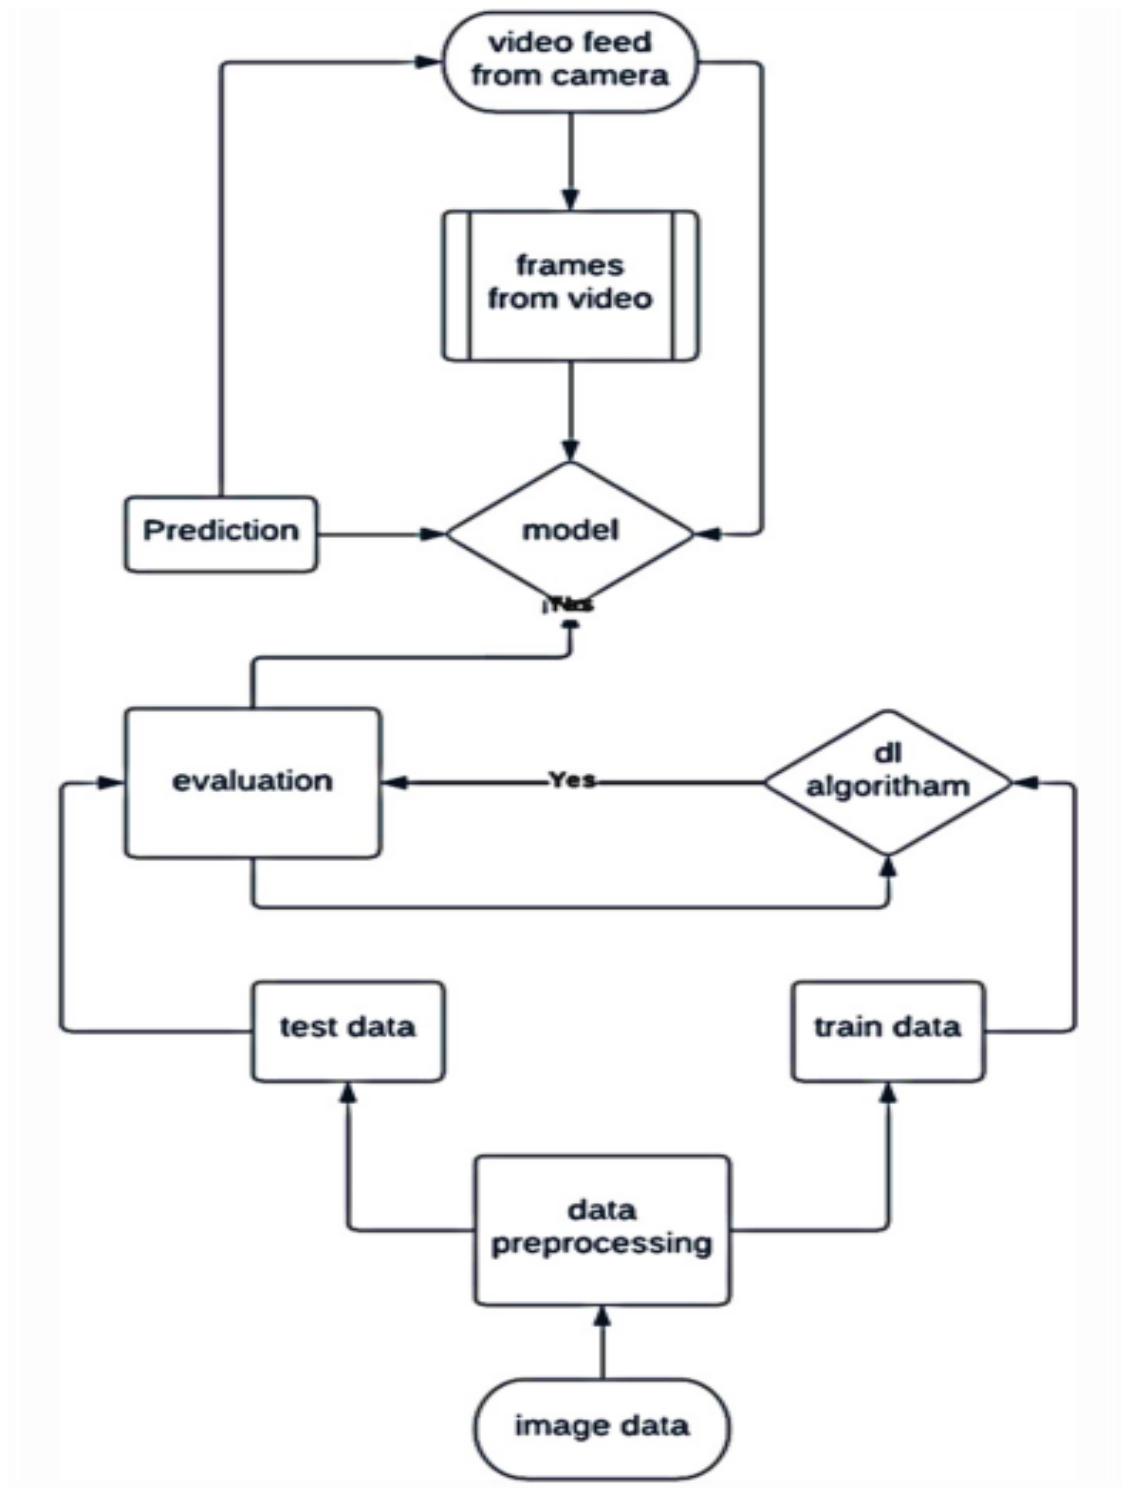 video feed
from camera
frames
from video
Prediction
model
evaluation
Yes
dl
algoritham
test data
train data
data
preprocessing
image data